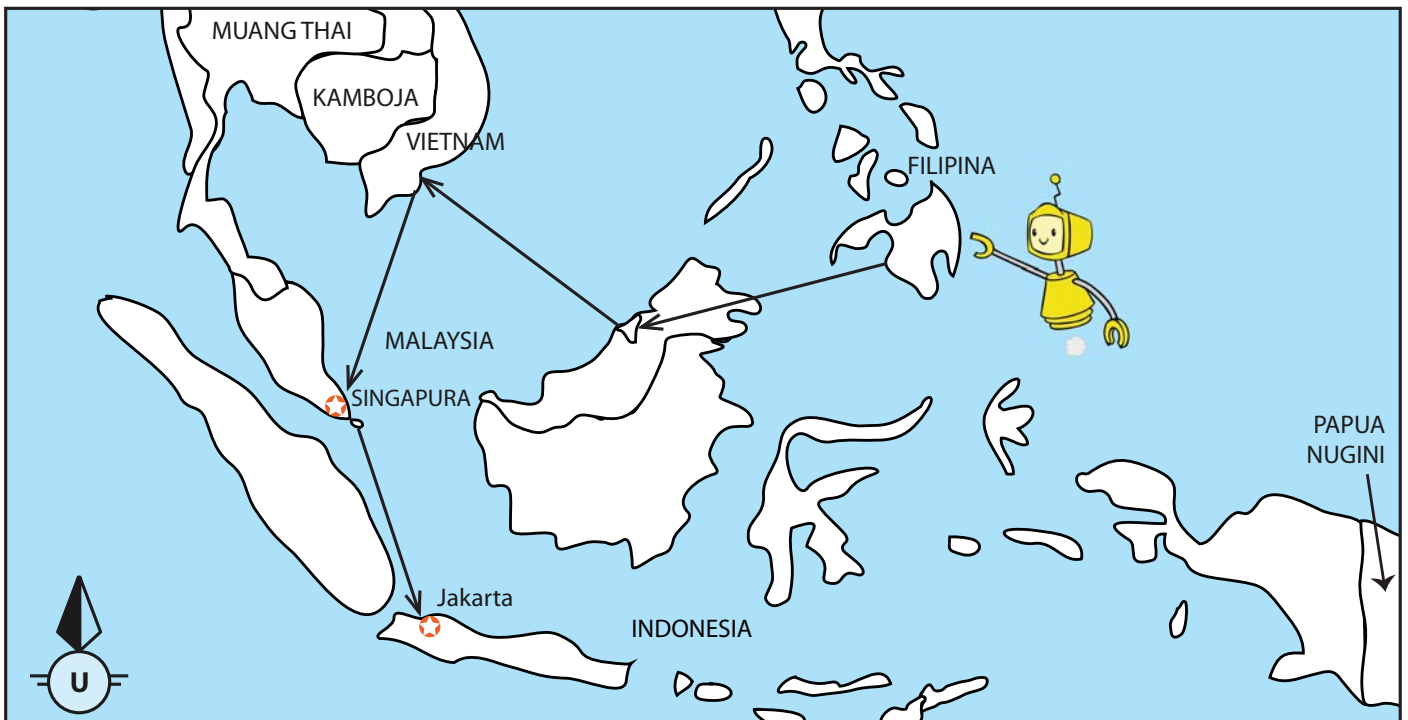 MUANG THAI
KAMBOJA
VIETNAM
FILIPINA
MALAYSIA
SINGAPURA
PAPUA
NUGINI
Jakarta
INDONESIA
U